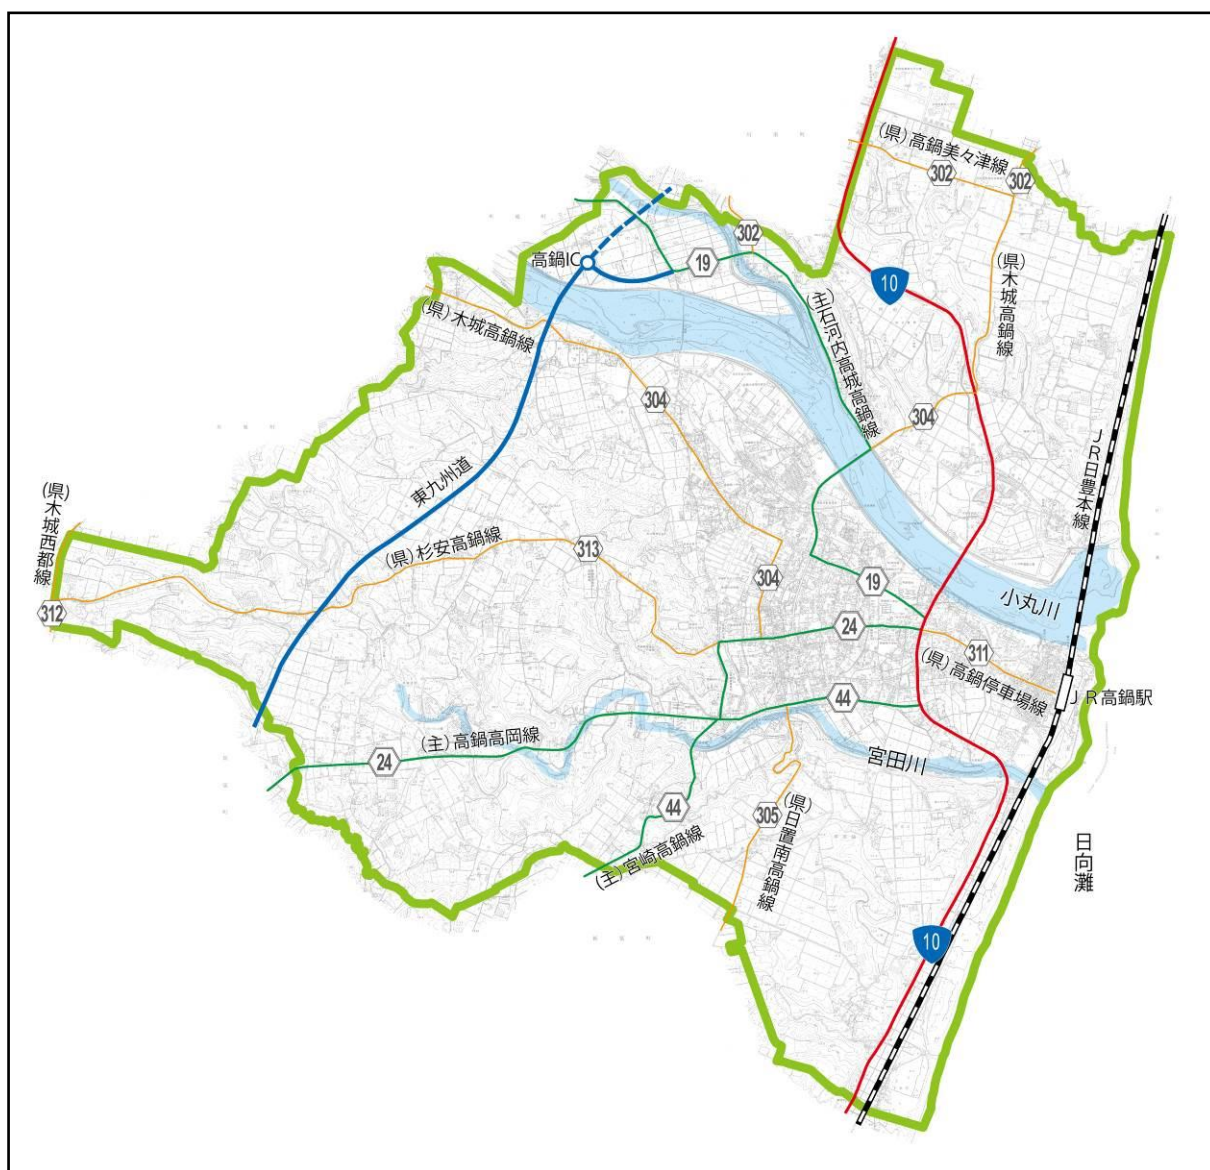 (県)高鍋美々津線
302
302
302
高鍋IC
19
10
(県)木城高鍋線
(県)木城高鍋線
(主)石河内高城高鍋線
304
304
JR日豊本線
東九州道
(県)木城西都線
(県)杉安高鍋線
313
304
19
小丸川
312
24
311
(県)高鍋停車場線
JR高鍋駅
44
(主)高鍋高岡線
24
宮田川
44
305
(県)日置南高鍋線
(主)宮崎高鍋線
日向灘
10